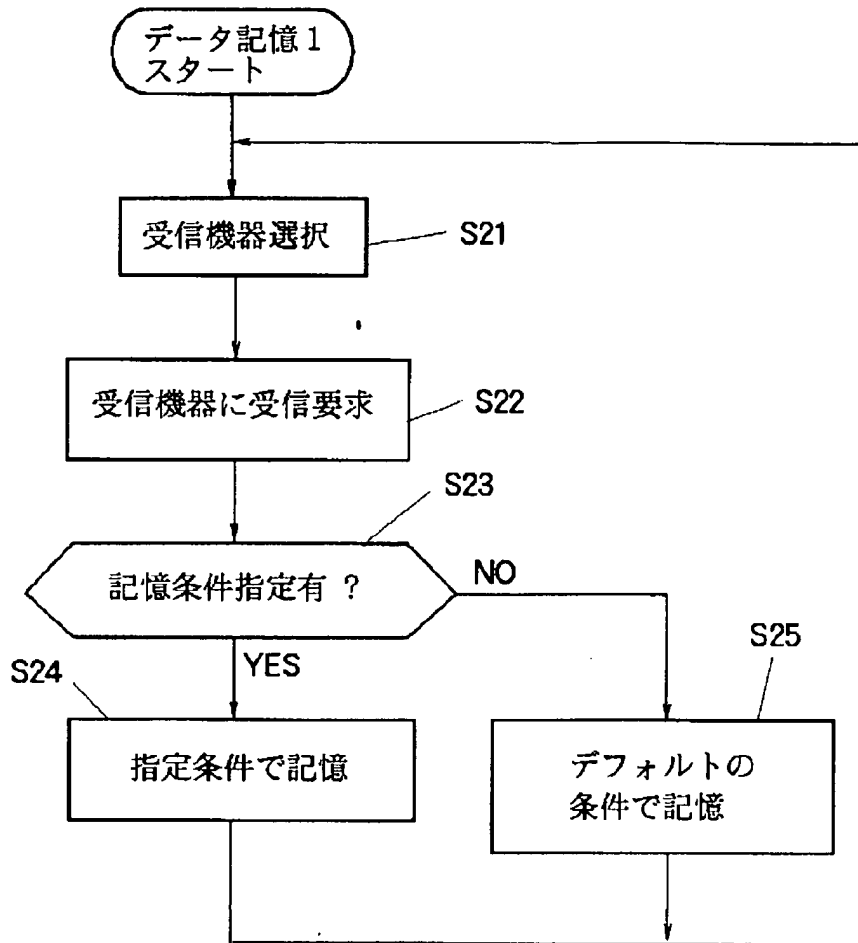 データ記憶1
スタート
受信機器選択
S21
受信機器に受信要求
S22
S23
記憶条件指定有 ?
NO
YES
S24
S25
指定条件で記憶
デフォルトの
条件で記憶